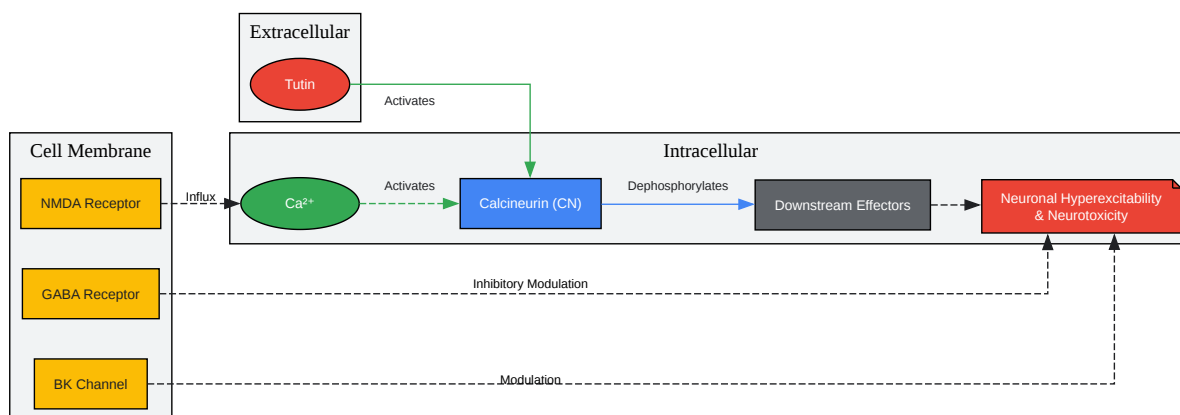 Extracellular
Tutin
Activates
Cell Membrane
Intracellular
NMDA Receptor
Influx
Ca²⁺
Activates
Calcineurin (CN)
Dephosphorylates
Downstream Effectors
Neuronal Hyperexcitability
& Neurotoxicity
GABA Receptor
Inhibitory Modulation
BK Channel
Modulation